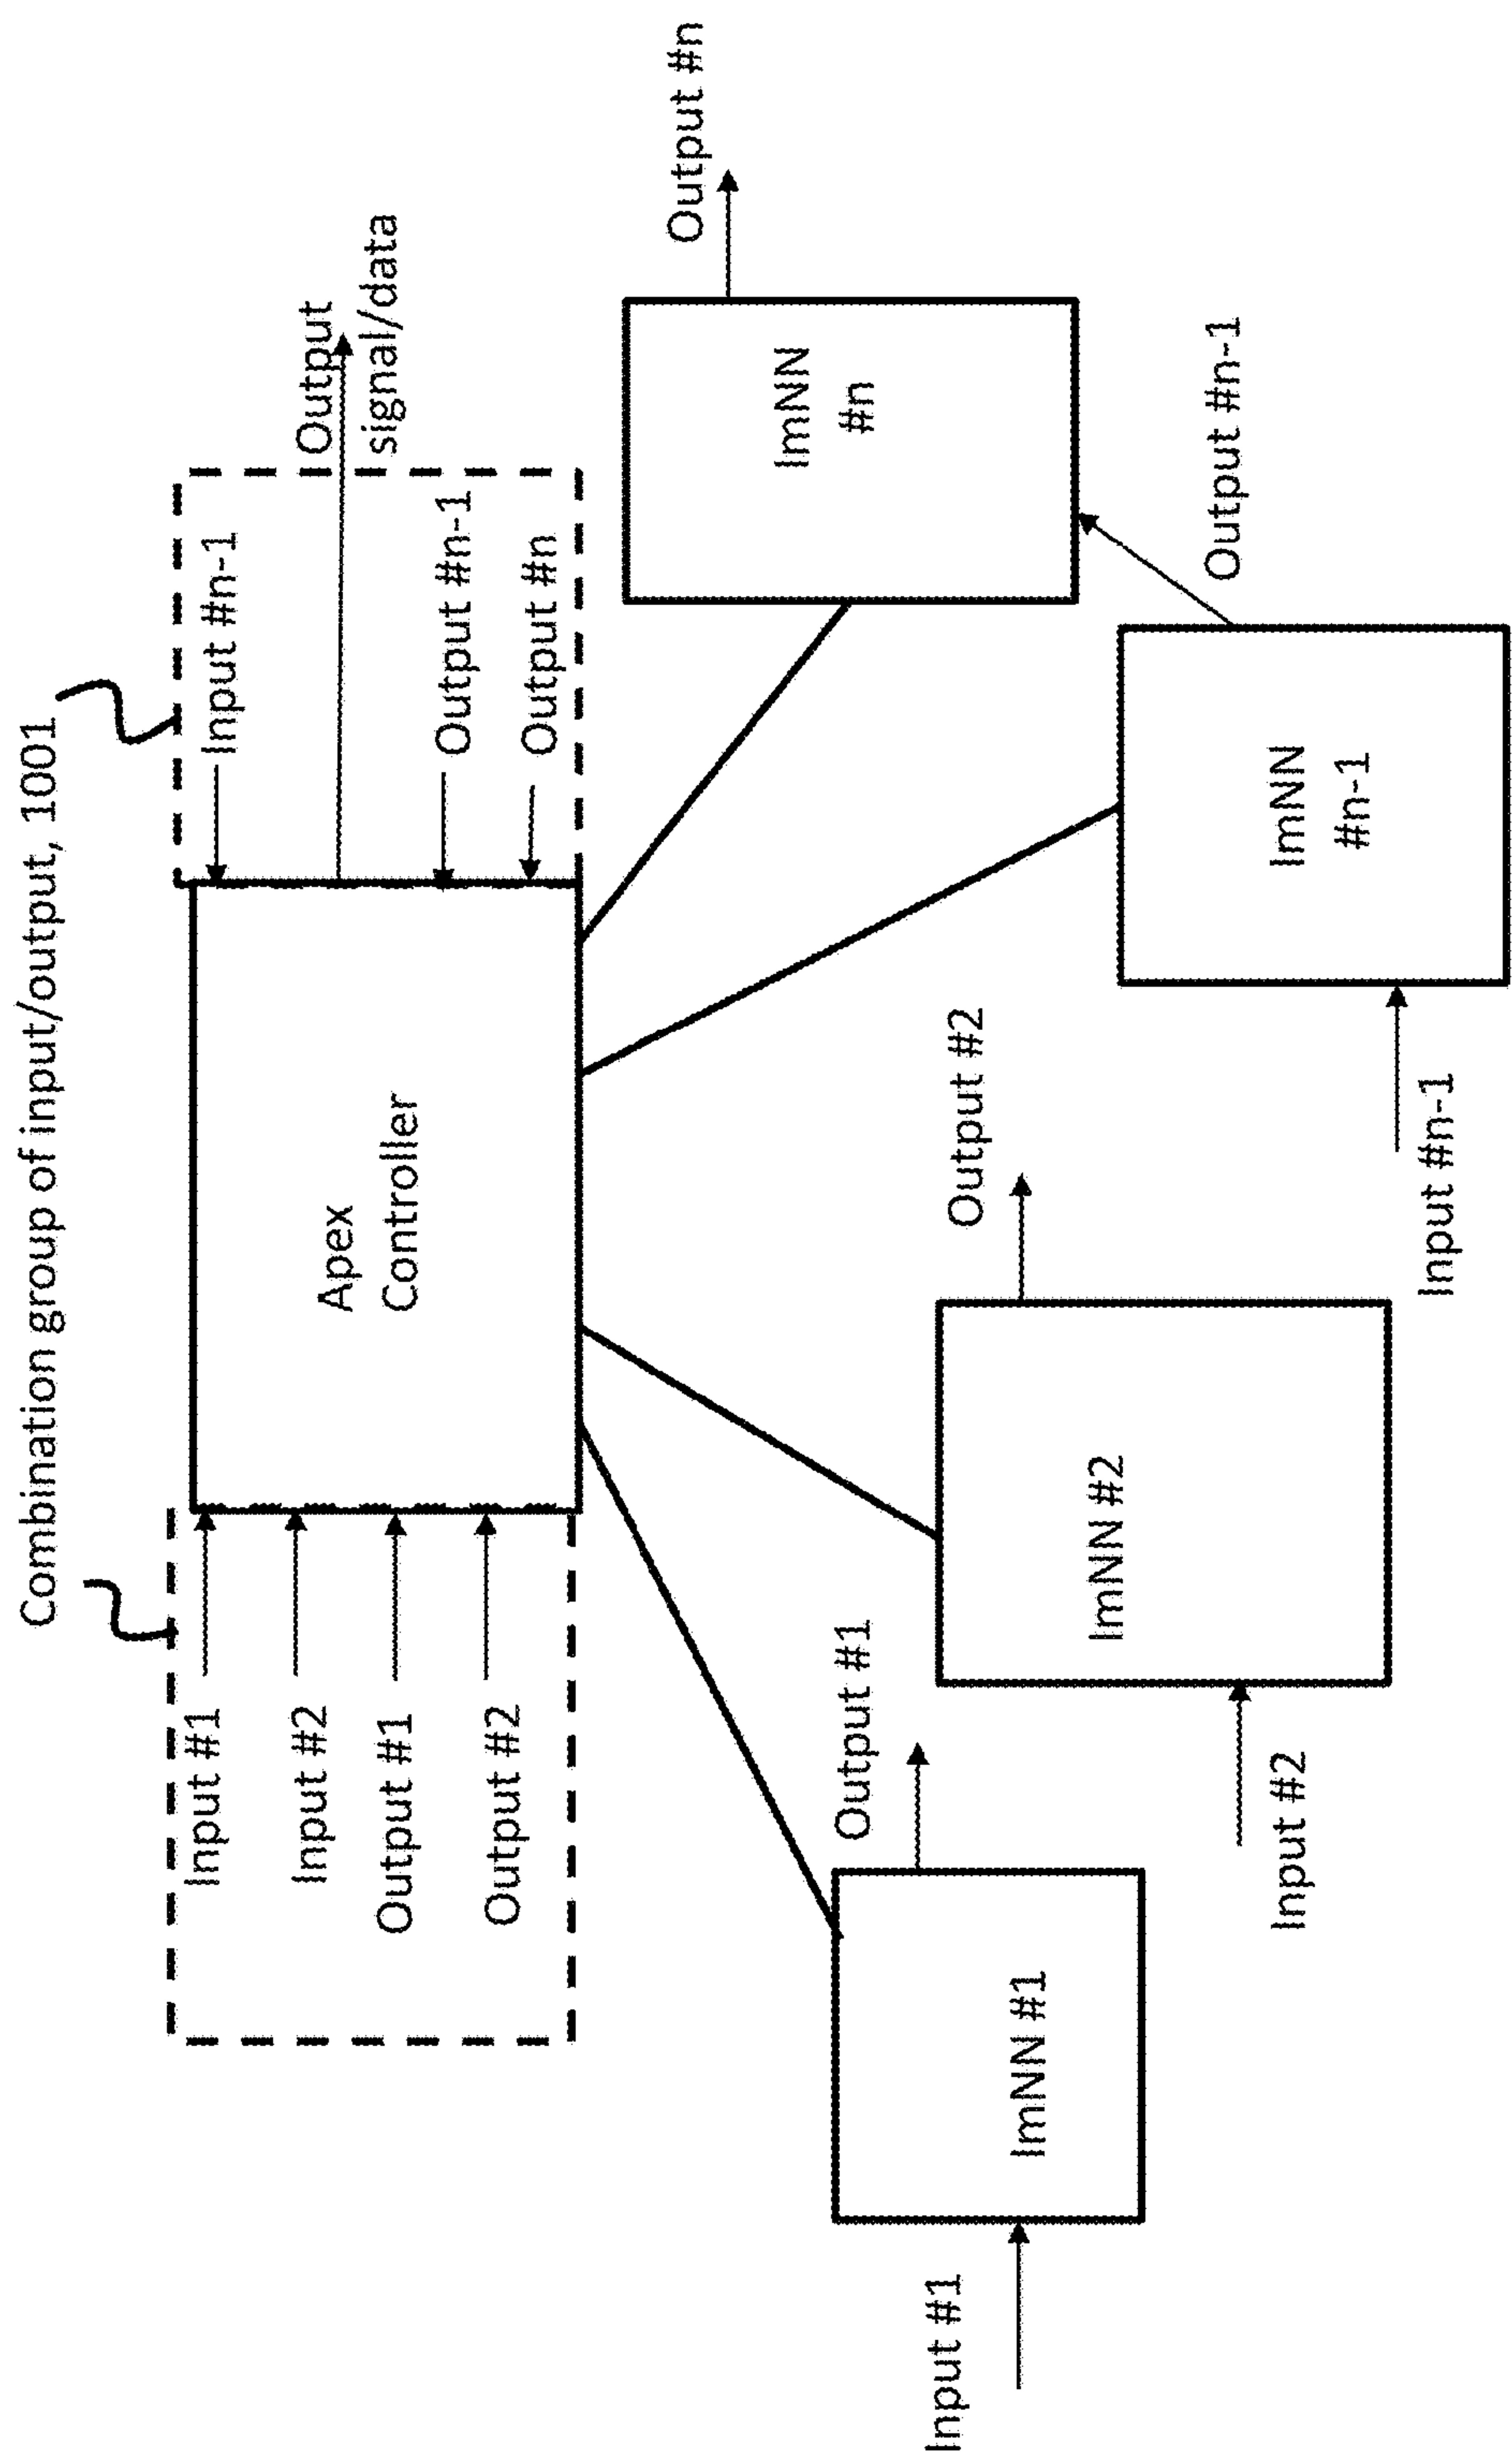 Combination group of input/output, 1001
Input #1
Input #2
Output #1
Output #2
Apex
Controller
Input #n-1
Output
signal/data
Output #n-1
Output #n
Input #1
ImNN #1
Output #1
Input #2
ImNN #2
Output #2
Input #n-1
ImNN
#n-1
Output #n-1
ImNN
#n
Output #n